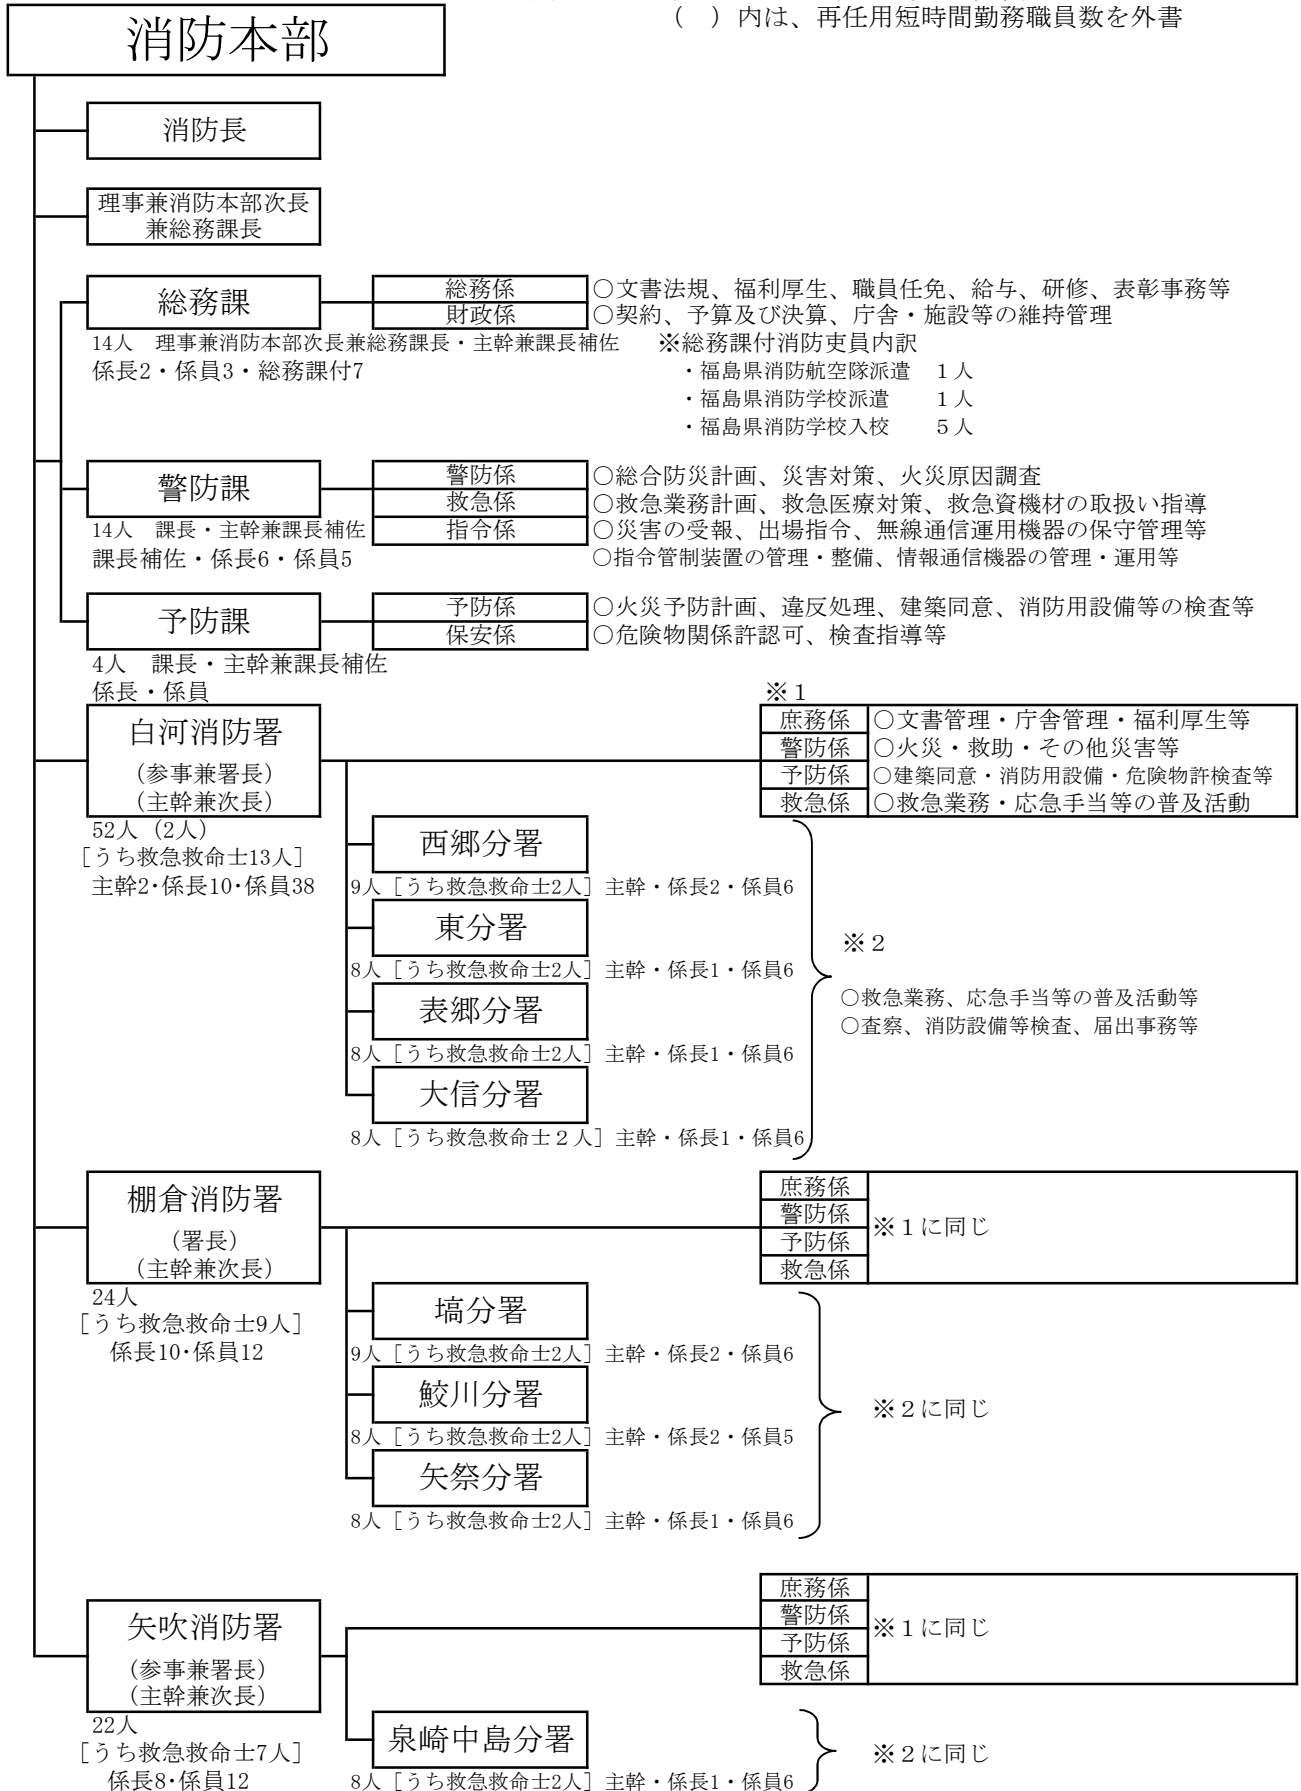 ( ) 内は、再任用短時間勤務職員数を外書
消防本部
消防長
理事兼消防本部次長
兼総務課長
総務課
総務係 ○文書法規、福利厚生、職員任免、給与、研修、表彰事務等
財政係 ○契約、予算及び決算、庁舎・施設等の維持管理
14人 理事兼消防本部次長兼総務課長・主幹兼課長補佐
係長2・係員3・総務課付7
※総務課付消防吏員内訳
・福島県消防航空隊派遣 1人
・福島県消防学校派遣 1人
・福島県消防学校入校 5人
警防課
警防係 ○総合防災計画、災害対策、火災原因調査
救急係 ○救急業務計画、救急医療対策、救急資機材の取扱い指導
指令係 ○災害の受報、出場指令、無線通信運用機器の保守管理等
○指令管制装置の管理・整備、情報通信機器の管理・運用等
14人 課長・主幹兼課長補佐
課長補佐・係長6・係員5
予防課
予防係 ○火災予防計画、違反処理、建築同意、消防用設備等の検査等
保安係 ○危険物関係許認可、検査指導等
4人 課長・主幹兼課長補佐
係長・係員
白河消防署
(参事兼署長)
(主幹兼次長)
52人 (2人)
[うち救急救命士13人]
主幹2・係長10・係員38
※1
庶務係 ○文書管理・庁舎管理・福利厚生等
警防係 ○火災・救助・その他災害等
予防係 ○建築同意・消防用設備・危険物許検査等
救急係 ○救急業務・応急手当等の普及活動
西郷分署
9人 [うち救急救命士2人] 主幹・係長2・係員6
東分署
8人 [うち救急救命士2人] 主幹・係長1・係員6
表郷分署
8人 [うち救急救命士2人] 主幹・係長1・係員6
大信分署
8人 [うち救急救命士2人] 主幹・係長1・係員6
※2
○救急業務、応急手当等の普及活動等
○査察、消防設備等検査、届出事務等
棚倉消防署
(署長)
(主幹兼次長)
24人
[うち救急救命士9人]
係長10・係員12
庶務係
警防係
予防係
救急係
※1に同じ
塙分署
9人 [うち救急救命士2人] 主幹・係長2・係員6
鮫川分署
8人 [うち救急救命士2人] 主幹・係長2・係員5
矢祭分署
8人 [うち救急救命士2人] 主幹・係長1・係員6
※2に同じ
矢吹消防署
(参事兼署長)
(主幹兼次長)
22人
[うち救急救命士7人]
係長8・係員12
庶務係
警防係
予防係
救急係
※1に同じ
泉崎中島分署
8人 [うち救急救命士2人] 主幹・係長1・係員6
※2に同じ